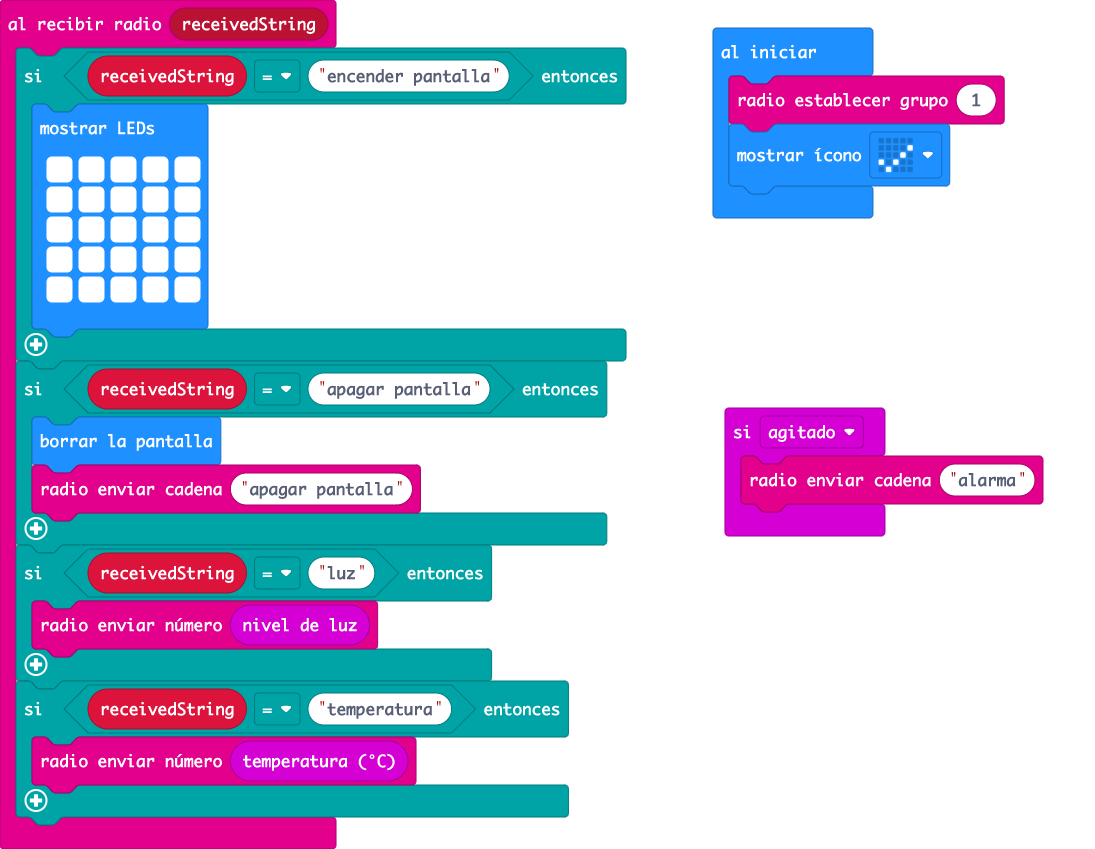 al recibir radio receivedString
si receivedString = "encender pantalla" entonces
mostrar LEDs
si receivedString = "apagar pantalla" entonces
borrar la pantalla
radio enviar cadena "apagar pantalla"
si receivedString = "luz" entonces
radio enviar número nivel de luz
si receivedString = "temperatura" entonces
radio enviar número temperatura (°C)
al iniciar
radio establecer grupo 1
mostrar ícono
si agitado
radio enviar cadena "alarma"